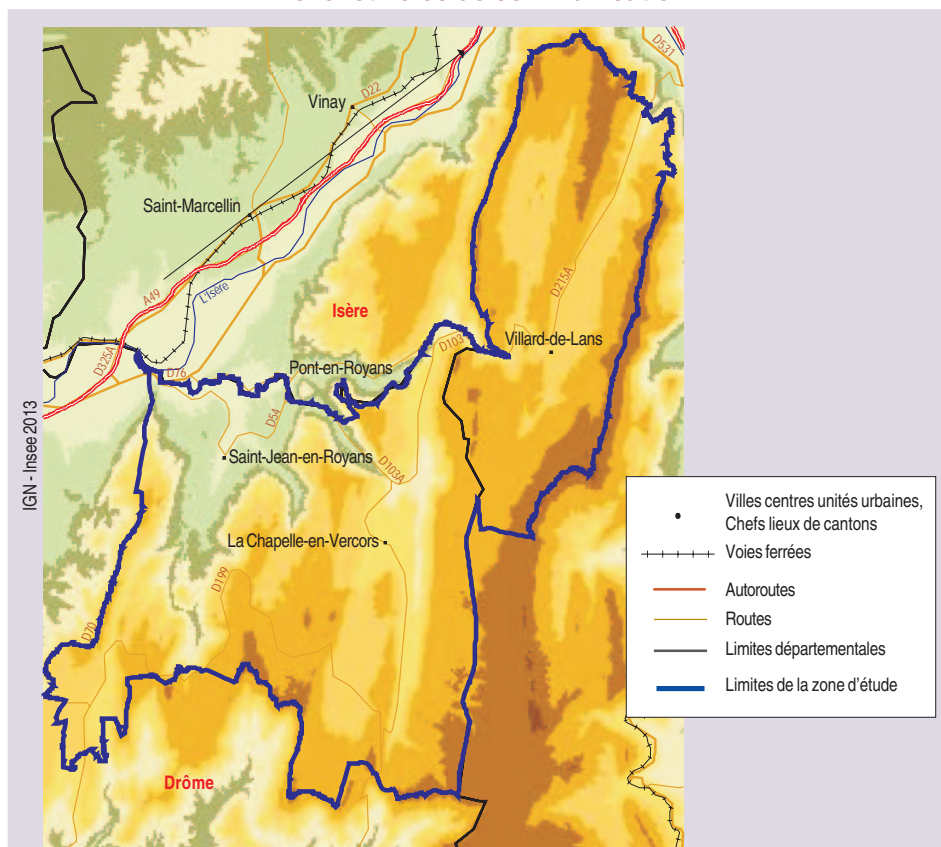 D531
D22
Vinay
Saint-Marcellin
D215A
A49
L'Isère
Isère
D103
Villard-de-Lans
D325A
Pont-en-Royans
D76
D54
Saint-Jean-en-Royans
D103A
IGN - Insee 2013
La Chapelle-en-Vercors
D199
D70
Drôme
Villes centres unités urbaines,
Chefs lieux de cantons
Voies ferrées
Autoroutes
Routes
Limites départementales
Limites de la zone d'étude